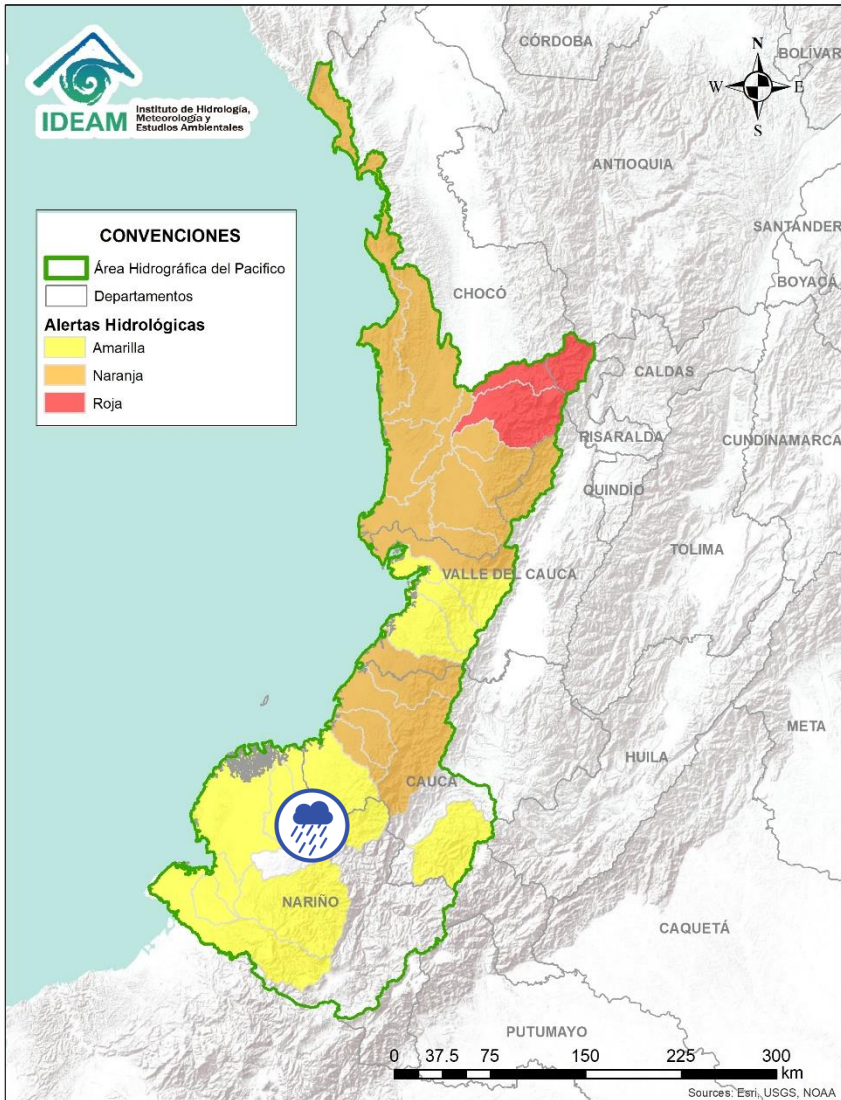 IDEAM
Instituto de Hidrología,
Meteorología y
Estudios Ambientales
CÓRDOBA
BOLÍVAR
N
W
E
S
ANTIOQUIA
SANTANDER
CONVENCIONES
Área Hidrográfica del Pacifico
Departamentos
Alertas Hidrológicas
Amarilla
Naranja
Roja
BOYACÁ
CHOCÓ
CALDAS
RISARALDA
CUNDINAMARCA
QUINDÍO
TOLIMA
VALLE DEL CAUCA
META
HUILA
CAUCA
NARIÑO
CAQUETÁ
PUTUMAYO
0 37.5 75 150 225 300
km
Sources: Esri, USGS, NOAA